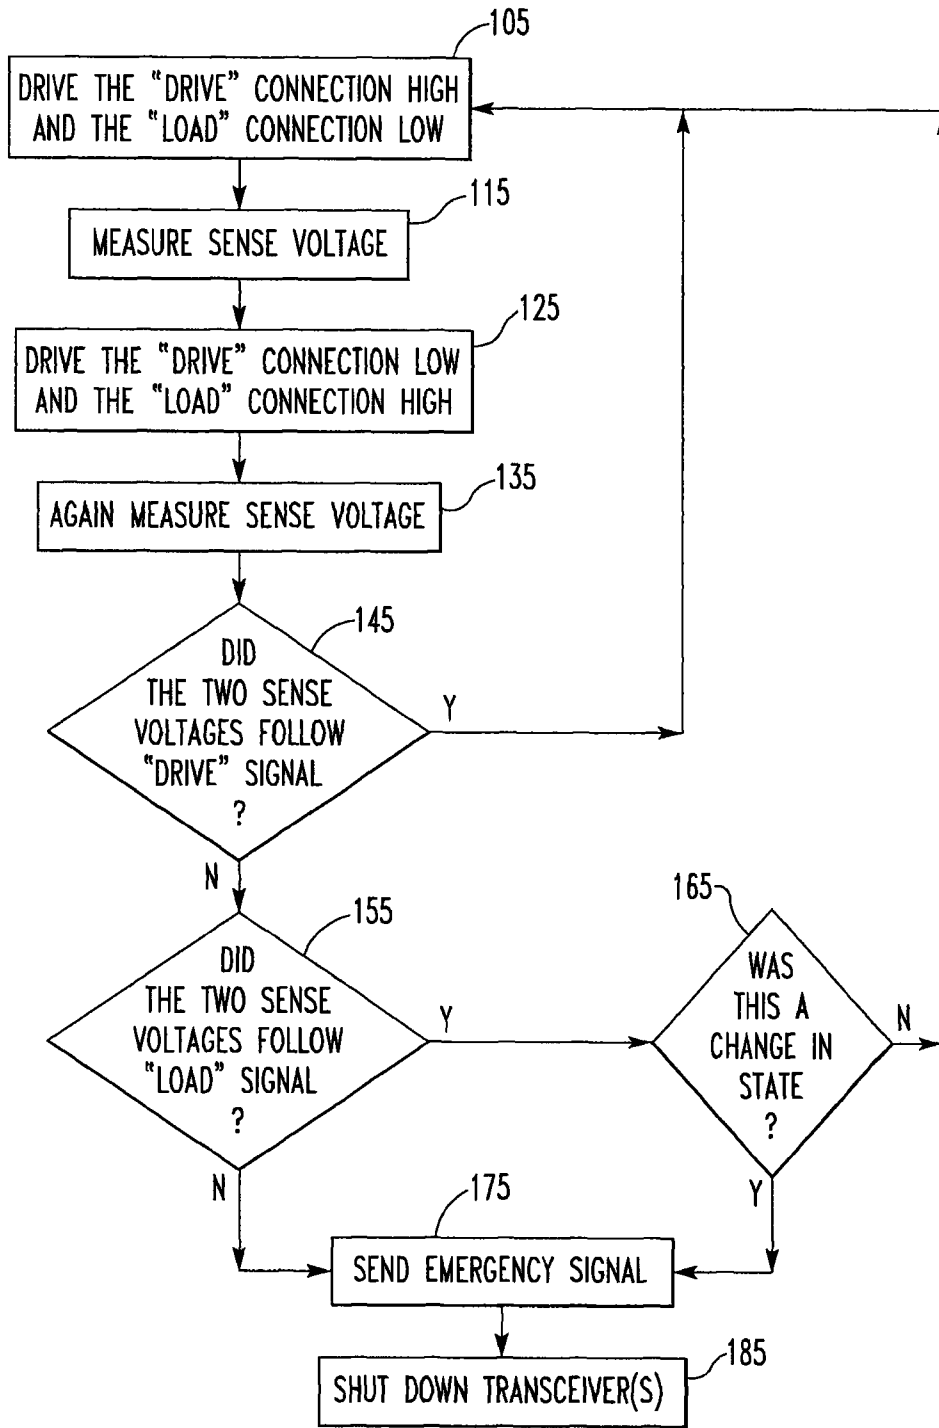 105
DRIVE THE "DRIVE" CONNECTION HIGH
AND THE "LOAD" CONNECTION LOW
115
MEASURE SENSE VOLTAGE
125
DRIVE THE "DRIVE" CONNECTION LOW
AND THE "LOAD" CONNECTION HIGH
135
AGAIN MEASURE SENSE VOLTAGE
145
DID
THE TWO SENSE
VOLTAGES FOLLOW
"DRIVE" SIGNAL
?
Y
N
155
DID
THE TWO SENSE
VOLTAGES FOLLOW
"LOAD" SIGNAL
?
Y
N
165
WAS
THIS A
CHANGE IN
STATE
?
N
Y
175
SEND EMERGENCY SIGNAL
185
SHUT DOWN TRANSCEIVER(S)